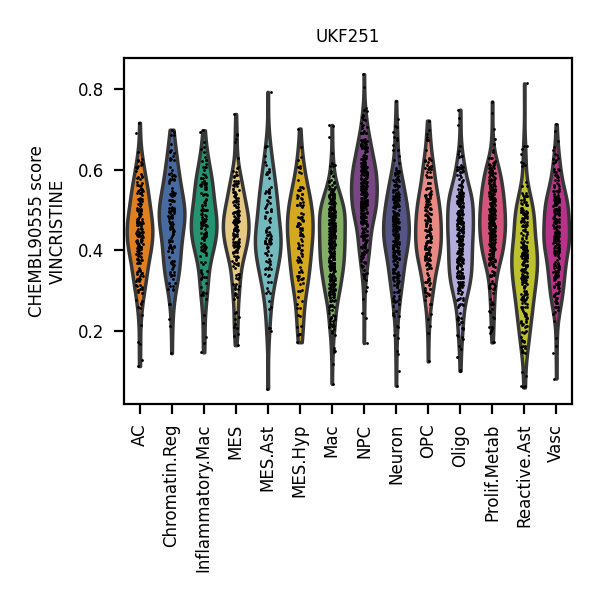 UKF251
CHEMBL90555 score
VINCRISTINE
0.8
0.6
0.4
0.2
AC
Chromatin.Reg
Inflammatory.Mac
MES
MES.Ast
MES.Hyp
Mac
NPC
Neuron
OPC
Oligo
Prolif.Metab
Reactive.Ast
Vasc